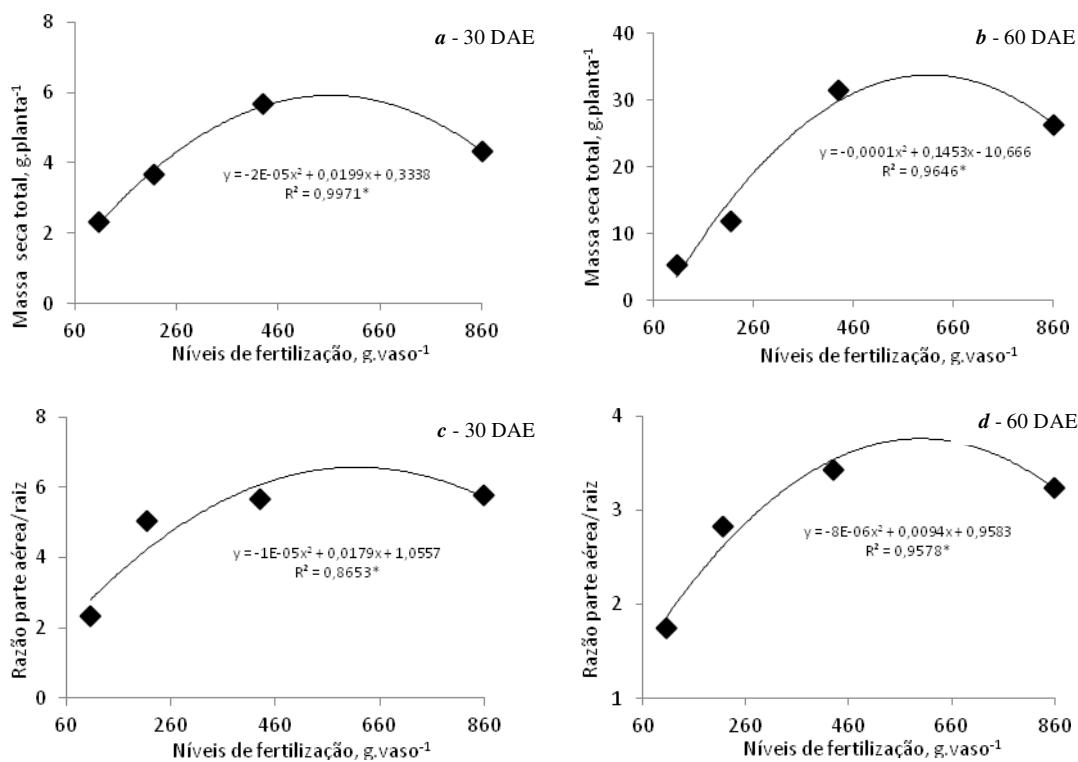 a - 30 DAE
Massa seca total, g.planta⁻¹
8
6
4
2
0
y = -2E-05x² + 0,0199x + 0,3338
R² = 0,9971*
60
260
460
660
860
Níveis de fertilização, g.vaso⁻¹
b - 60 DAE
Massa seca total, g.planta⁻¹
40
30
20
10
0
y = -0,0001x² + 0,1453x - 10,666
R² = 0,9646*
60
260
460
660
860
Níveis de fertilização, g.vaso⁻¹
c - 30 DAE
Razão parte aérea/raiz
8
6
4
2
0
y = -1E-05x² + 0,0179x + 1,0557
R² = 0,8653*
60
260
460
660
860
Níveis de fertilização, g.vaso⁻¹
d - 60 DAE
Razão parte aérea/raiz
4
3
2
1
y = -8E-06x² + 0,0094x + 0,9583
R² = 0,9578*
60
260
460
660
860
Níveis de fertilização, g.vaso⁻¹